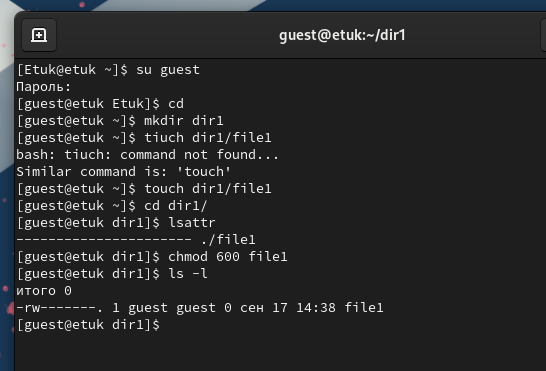 guest@etuk:~/dir1
[Etuk@etuk ~]$ su guest
Пароль:
[guest@etuk Etuk]$ cd
[guest@etuk ~]$ mkdir dir1
[guest@etuk ~]$ tiuch dir1/file1
bash: tiuch: command not found...
Similar command is: 'touch'
[guest@etuk ~]$ touch dir1/file1
[guest@etuk ~]$ cd dir1/
[guest@etuk dir1]$ lsattr
---------------------- ./file1
[guest@etuk dir1]$ chmod 600 file1
[guest@etuk dir1]$ ls -l
итого 0
-rw-------. 1 guest guest 0 сен 17 14:38 file1
[guest@etuk dir1]$